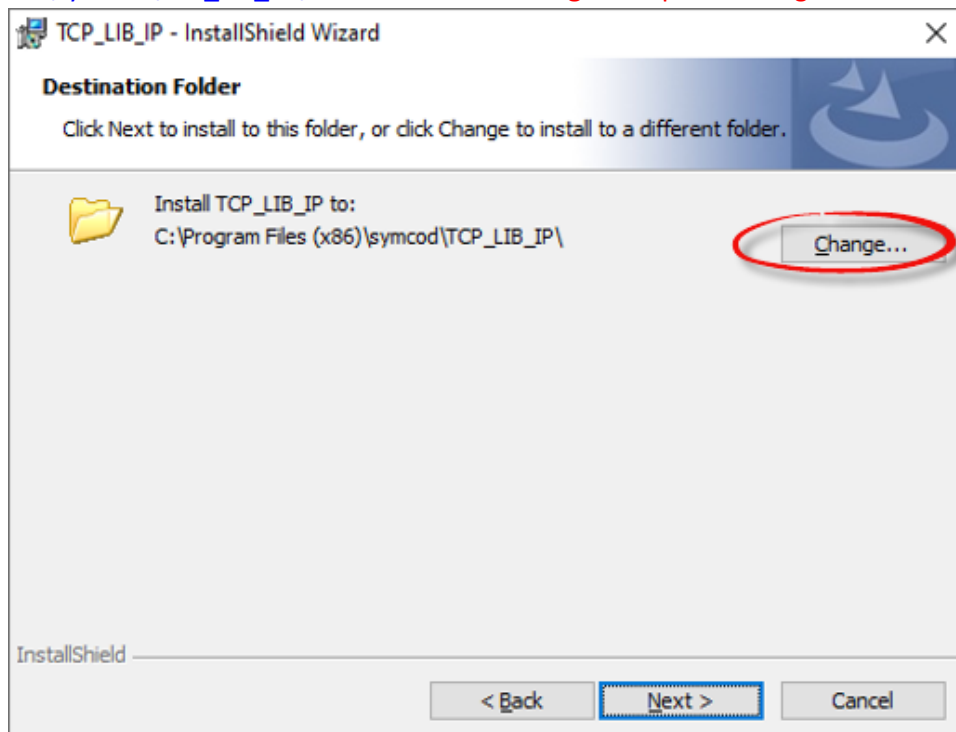 TCP_LIB_IP - InstallShield Wizard
Destination Folder
Click Next to install to this folder, or click Change to install to a different folder.
Install TCP_LIB_IP to:
C:\Program Files (x86)\symcod\TCP_LIB_IP\
Change...
InstallShield
< Back
Next >
Cancel